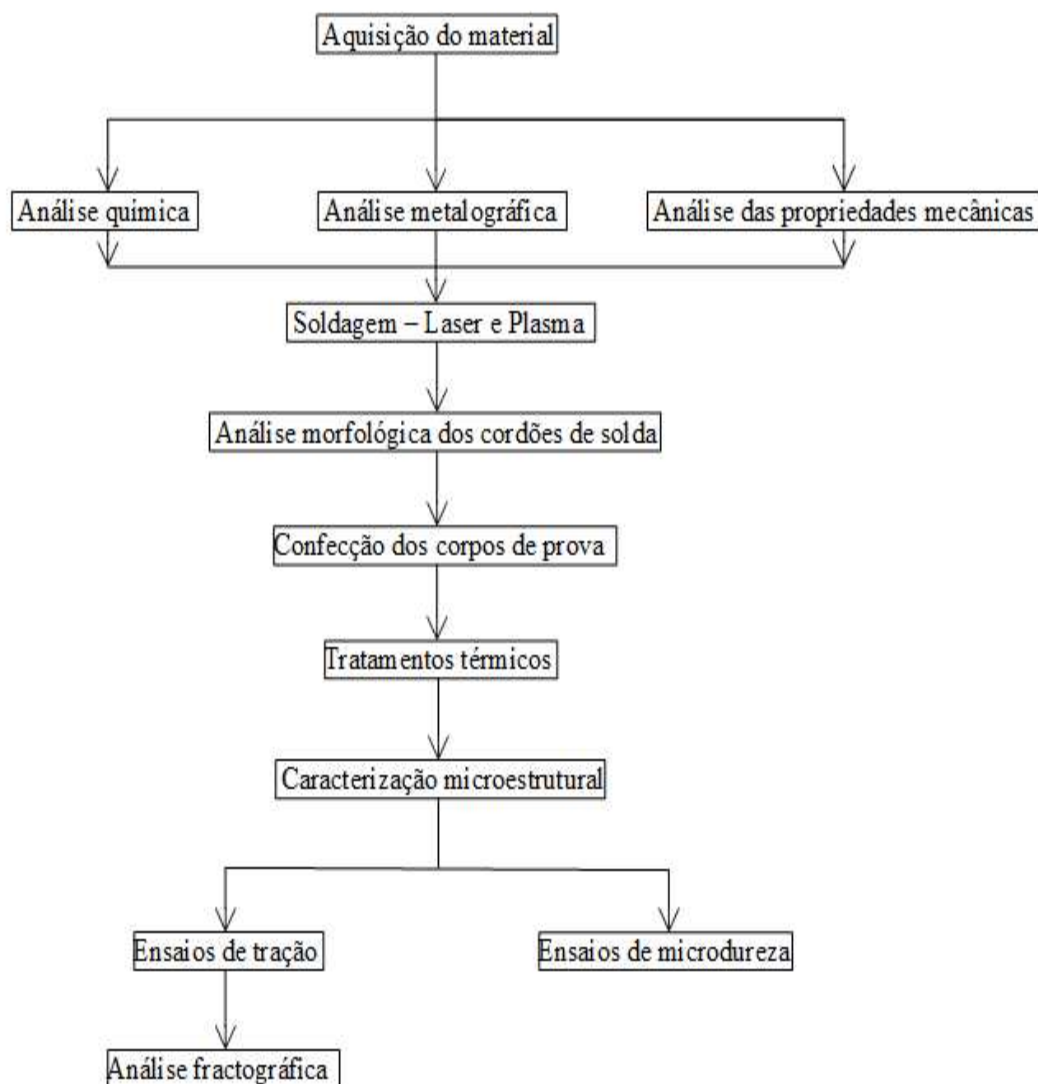 Aquisição do material
Análise química
Análise metalográfica
Análise das propriedades mecânicas
Soldagem – Laser e Plasma
Análise morfológica dos cordões de solda
Confecção dos corpos de prova
Tratamentos térmicos
Caracterização microestrutural
Ensaios de tração
Ensaios de microdureza
Análise fractográfica